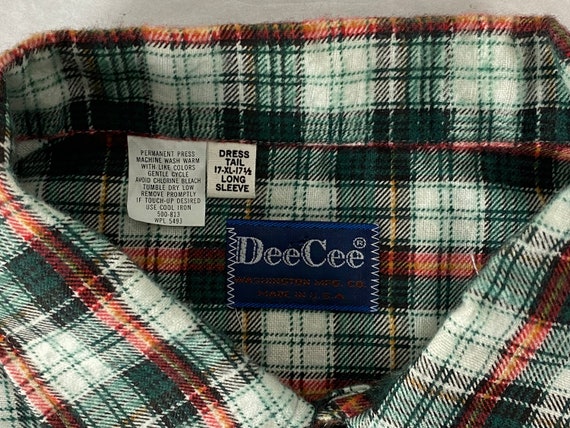 PERMANENT PRESS
MACHINE WASH WARM
WITH LIKE COLORS
GENTLE CYCLE
AVOID CHLORINE BLEACH
TUMBLE DRY LOW
REMOVE PROMPTLY
IF TOUCH-UP DESIRED
USE COOL IRON
500-813
WPL 5493
DRESS
TAIL
17-XL-17½
LONG
SLEEVE
DeeCee®
WASHINGTON MFG. CO.
MADE IN U.S.A.